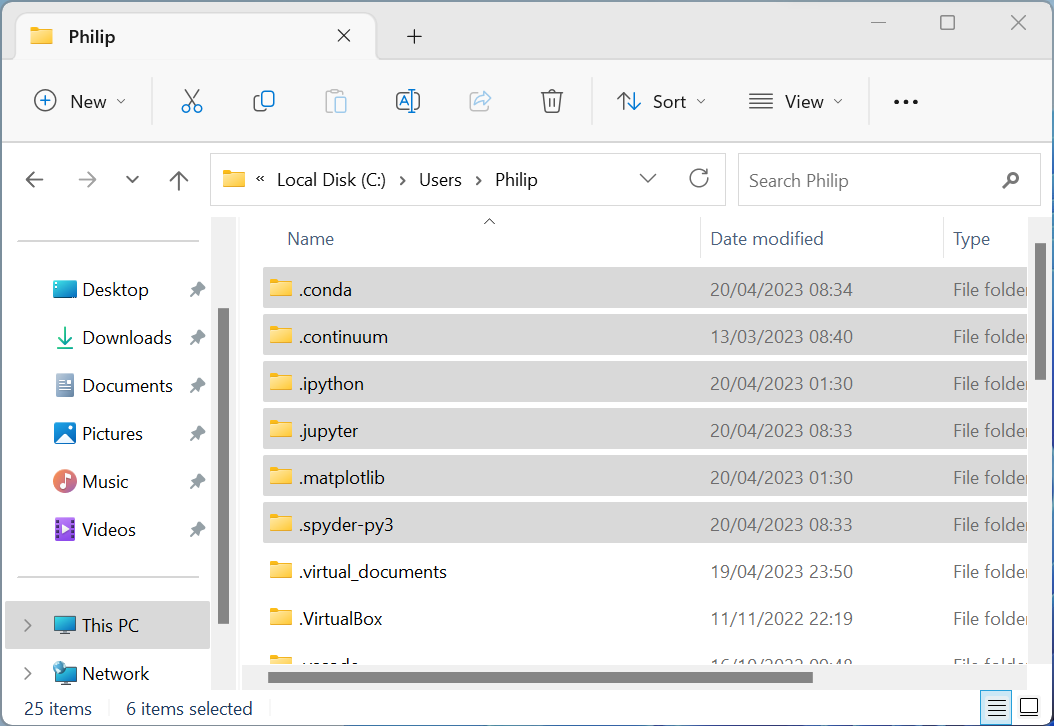 Philip
New Sort View
« Local Disk (C:) > Users > Philip Search Philip
Name Date modified Type
Desktop
Downloads
Documents
Pictures
Music
Videos
This PC
Network
.conda 20/04/2023 08:34 File folder
.continuum 13/03/2023 08:40 File folder
.ipython 20/04/2023 01:30 File folder
.jupyter 20/04/2023 08:33 File folder
.matplotlib 20/04/2023 01:30 File folder
.spyder-py3 20/04/2023 08:33 File folder
.virtual_documents 19/04/2023 23:50 File folder
.VirtualBox 11/11/2022 22:19 File folder
25 items 6 items selected